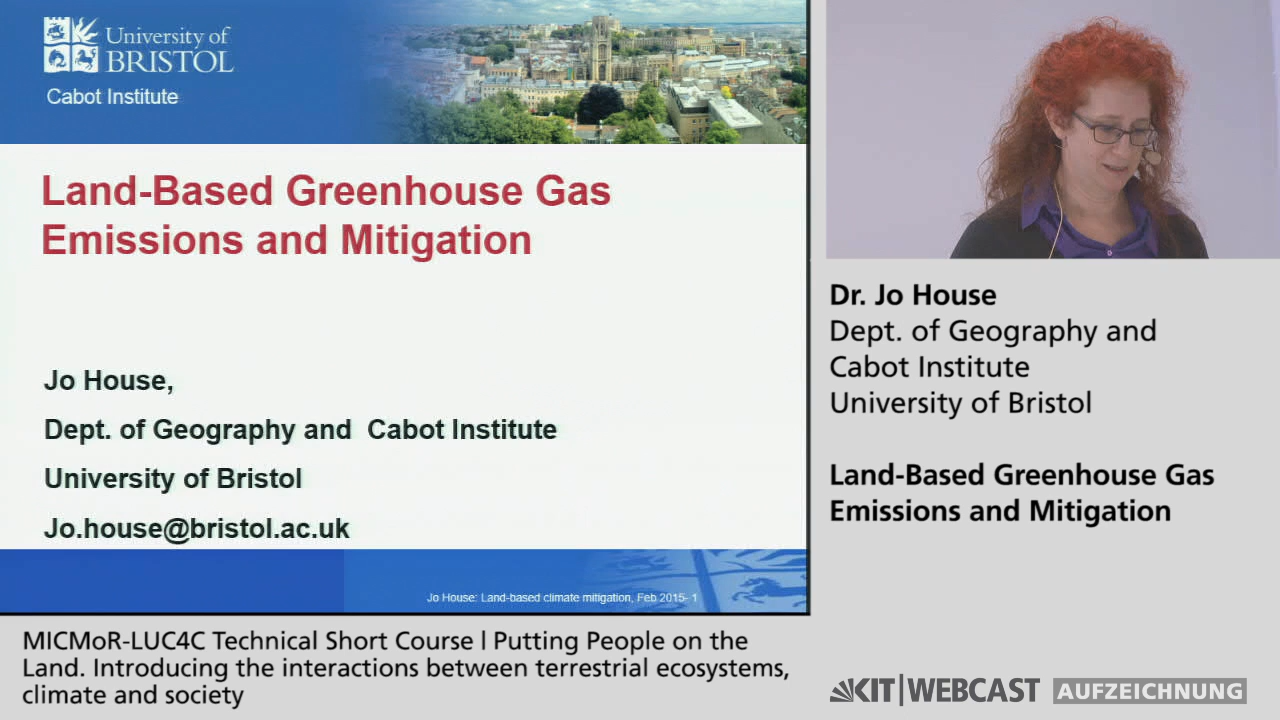 University of
BRISTOL
Cabot Institute
Land-Based Greenhouse Gas
Emissions and Mitigation
Jo House,
Dept. of Geography and Cabot Institute
University of Bristol
Jo.house@bristol.ac.uk
Jo House: Land-based climate mitigation, Feb 2015- 1
Dr. Jo House
Dept. of Geography and
Cabot Institute
University of Bristol
Land-Based Greenhouse Gas
Emissions and Mitigation
MICMoR-LUC4C Technical Short Course | Putting People on the
Land. Introducing the interactions between terrestrial ecosystems,
climate and society
KIT|WEBCAST AUFZEICHNUNG